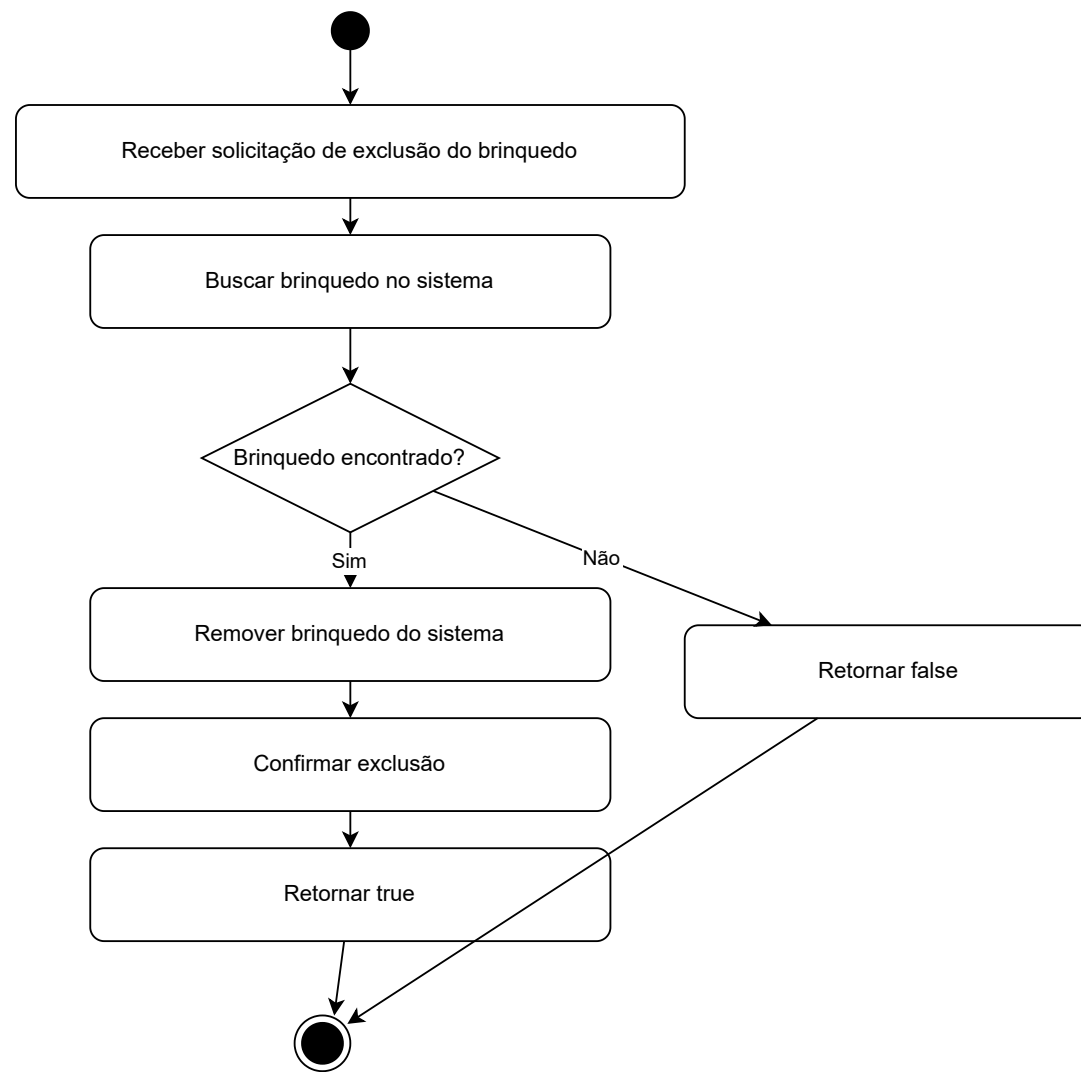 Receber solicitação de exclusão do brinquedo
Buscar brinquedo no sistema
Brinquedo encontrado?
Sim
Não
Remover brinquedo do sistema
Retornar false
Confirmar exclusão
Retornar true